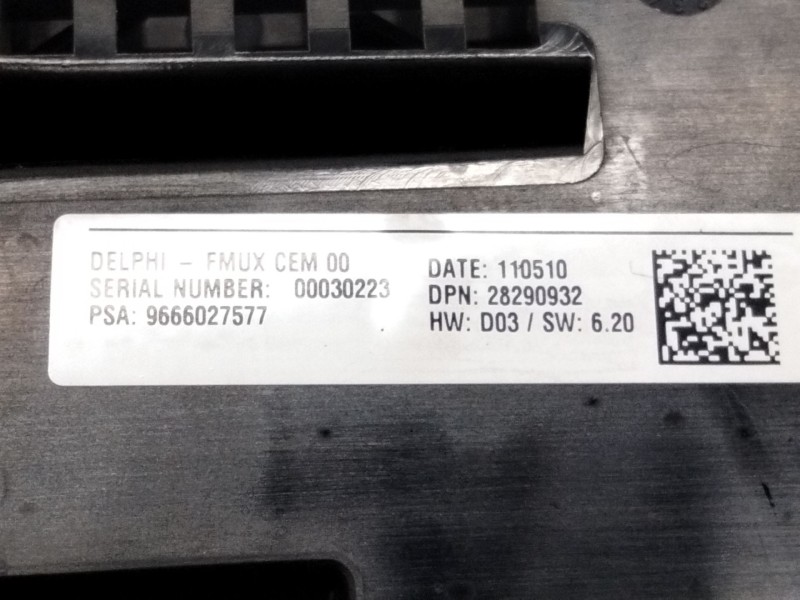 DELPHI - FMUX CEM 00
SERIAL NUMBER: 00030223
PSA: 9666027577
DATE: 110510
DPN: 28290932
HW: D03 / SW: 6.20